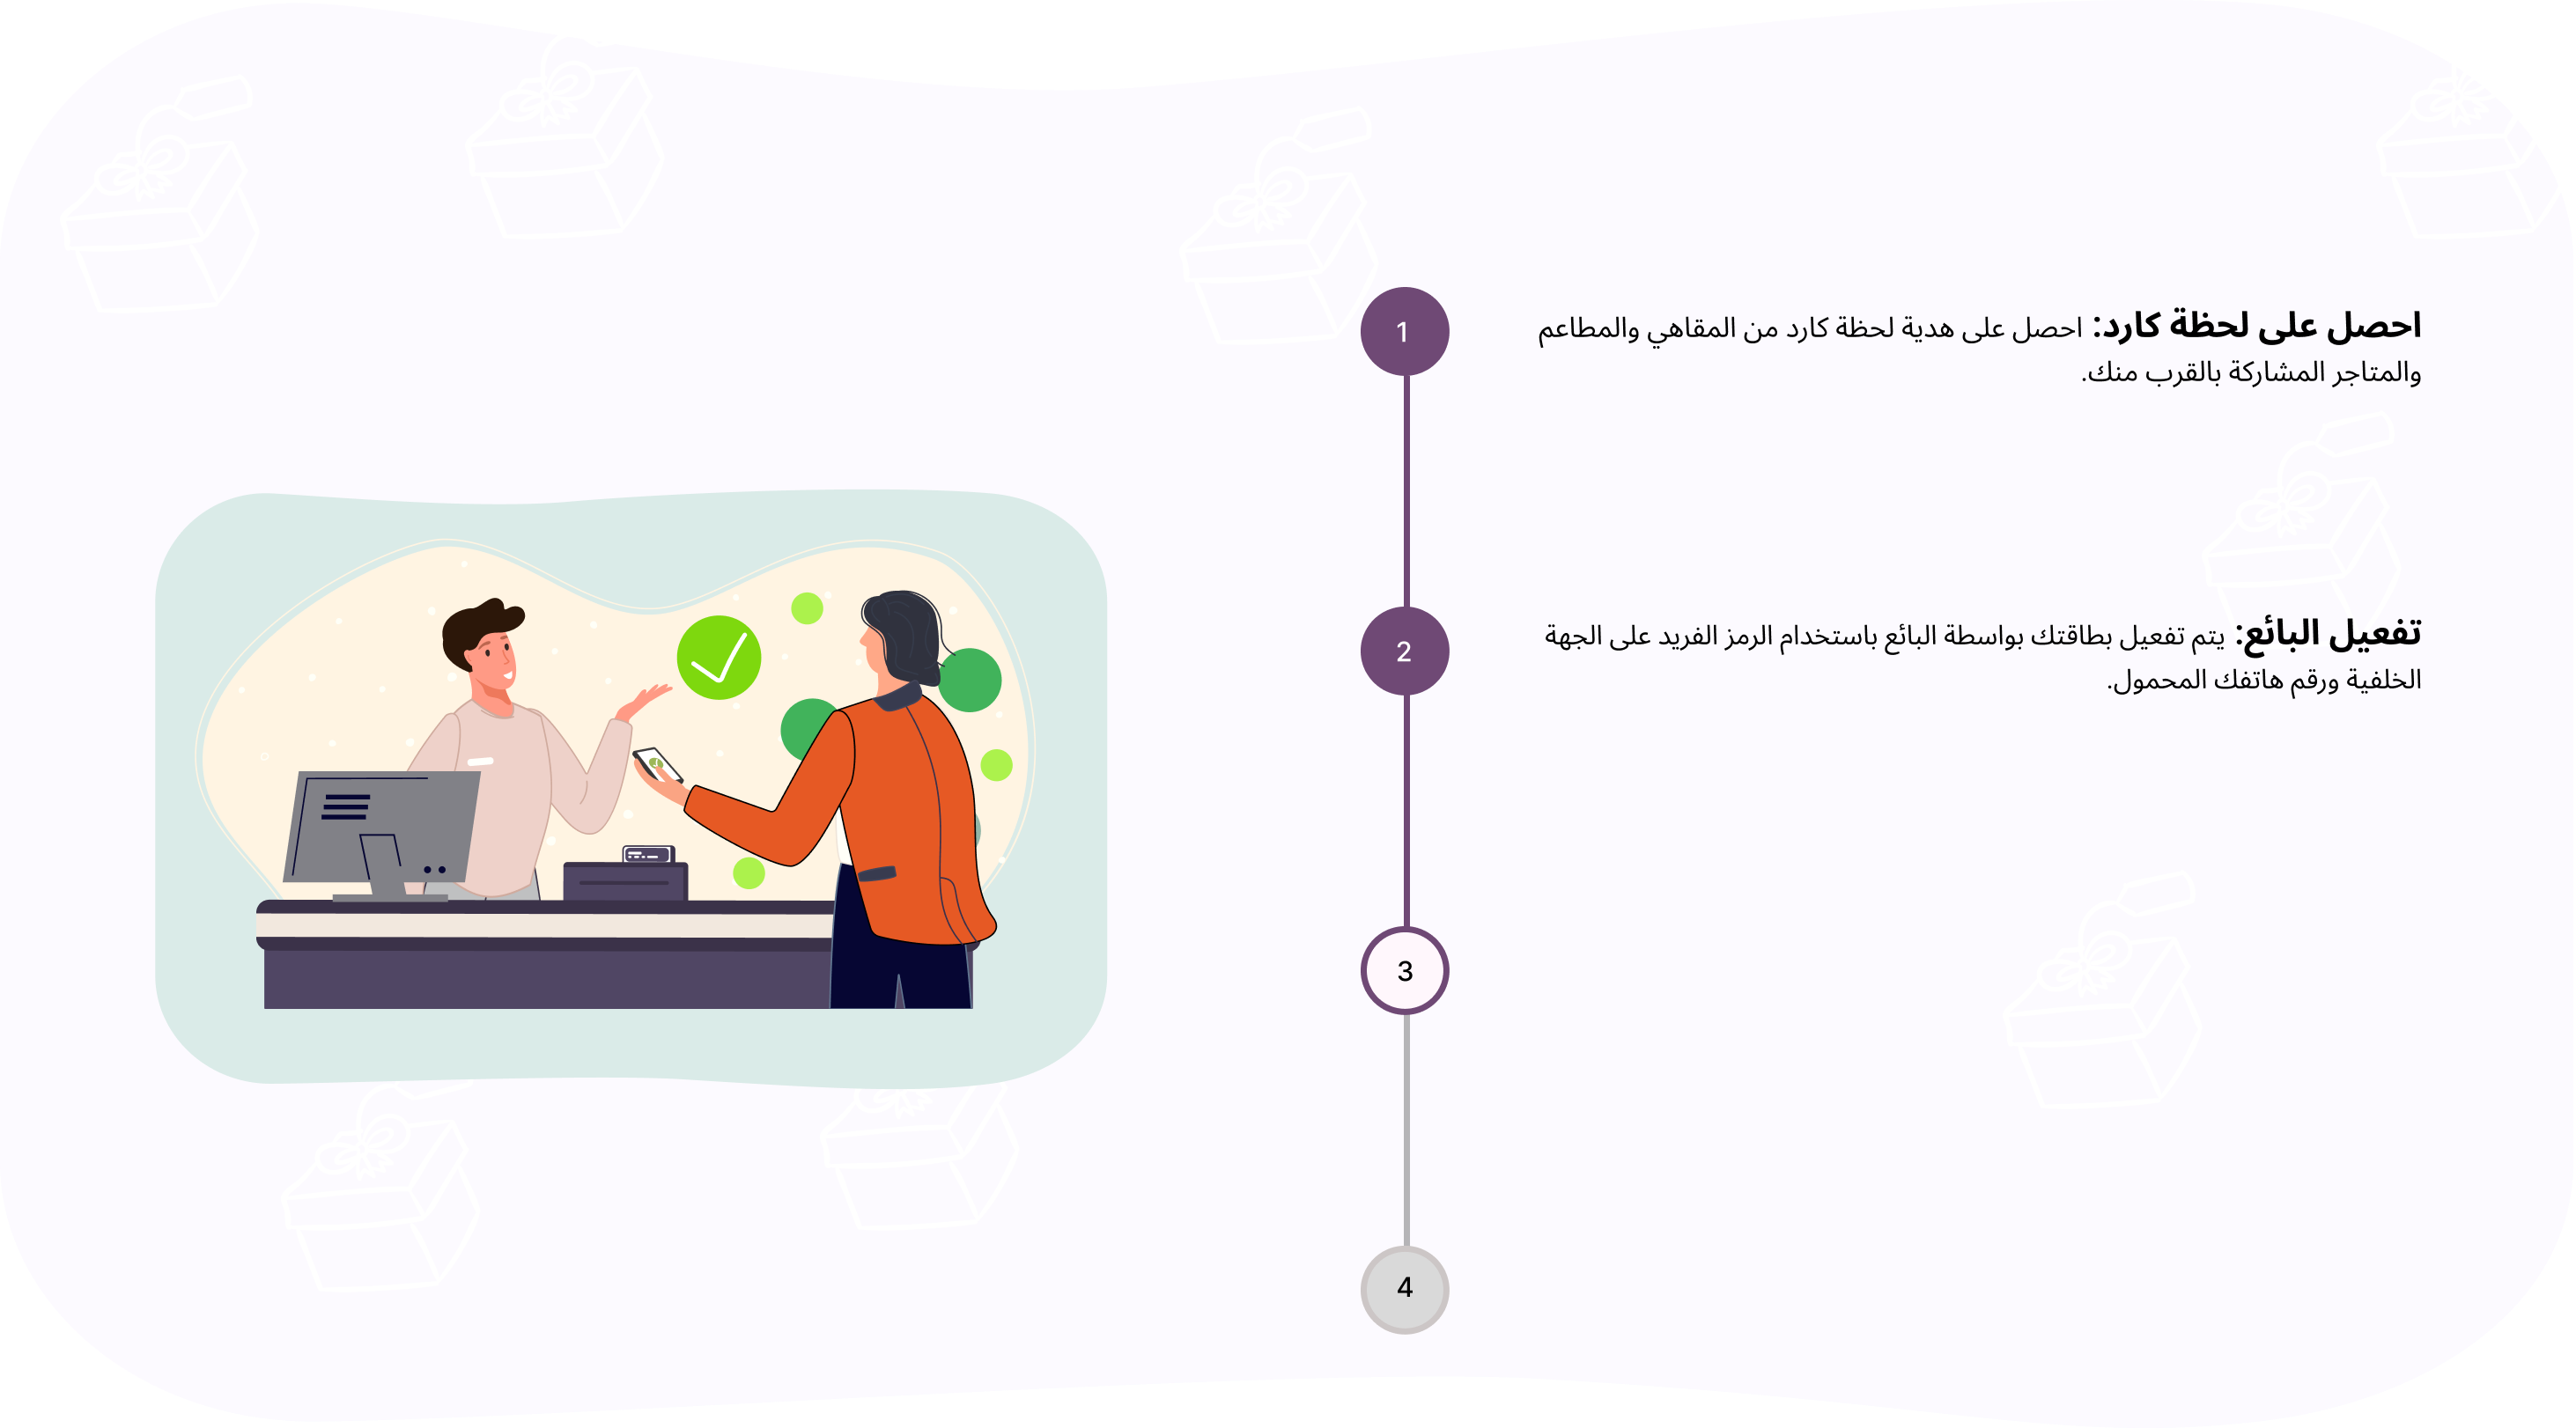 1
احصل على لحظة كارد: احصل على هدية لحظة كارد من المقاهي والمطاعم
والمتاجر المشاركة بالقرب منك.
2
تفعيل البائع: يتم تفعيل بطاقتك بواسطة البائع باستخدام الرمز الفريد على الجهة
الخلفية ورقم هاتفك المحمول.
3
4